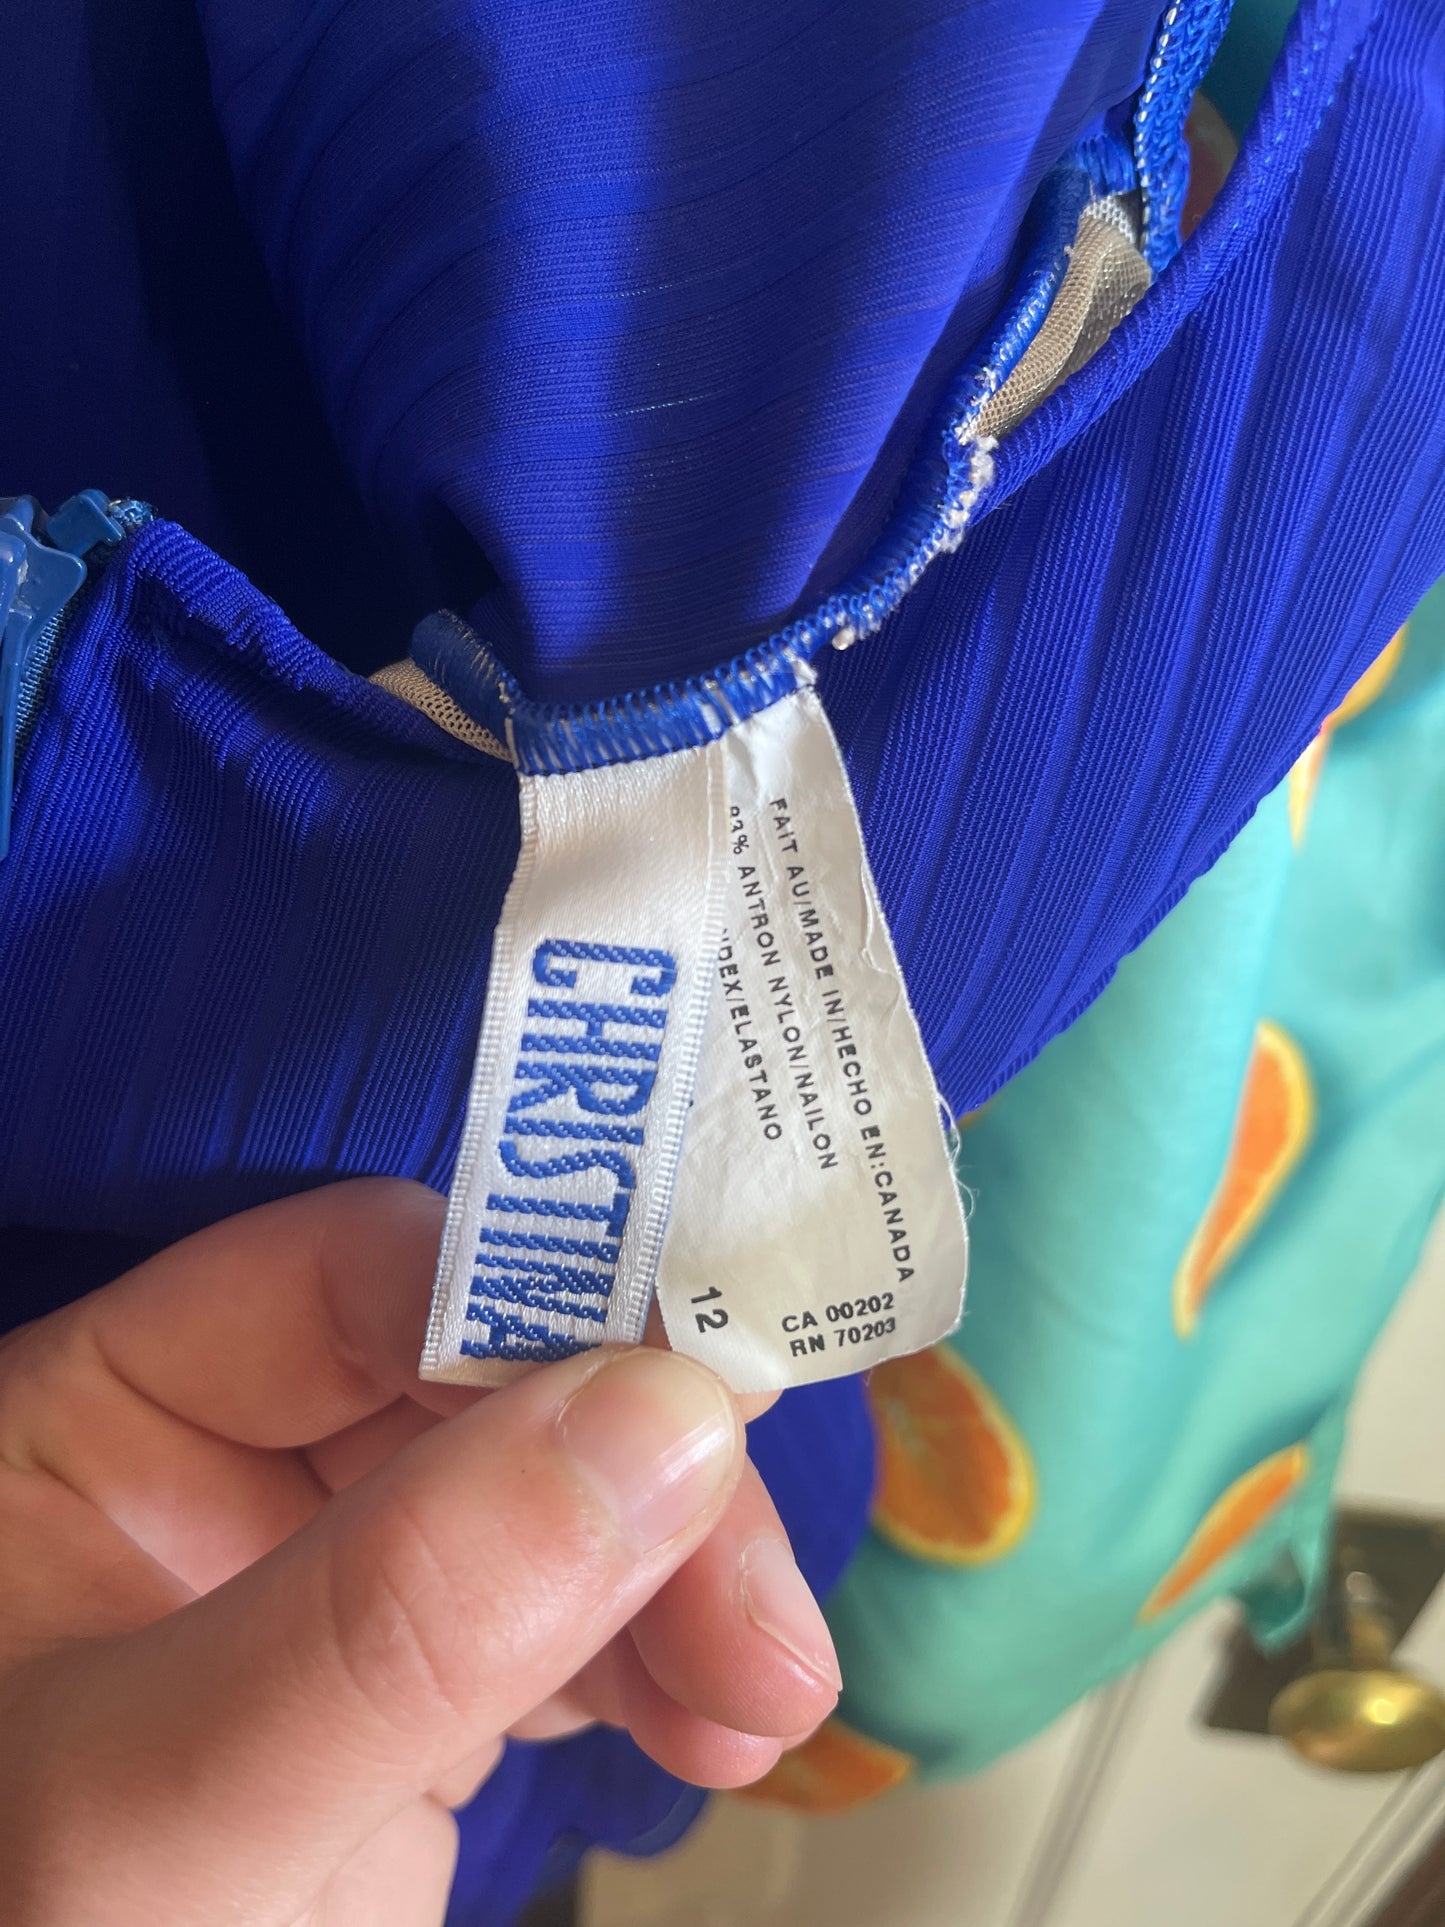 CHRISTINA
FAIT AU/MADE IN/HECHO EN:CANADA
% ANTRON NYLON/NAILON
DEX/ELASTANO
12
CA 00202
RN 70203